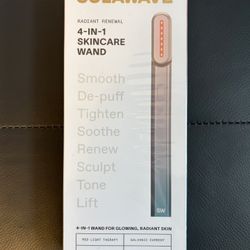 SOLAWAVE
RADIANT RENEWAL
4-IN-1
SKINCARE
WAND
Smooth
De-puff
Tighten
Soothe
Renew
Sculpt
Tone
Lift
SW
4-IN-1 WAND FOR GLOWING, RADIANT SKIN
RED LIGHT THERAPY
GALVANIC CURRENT